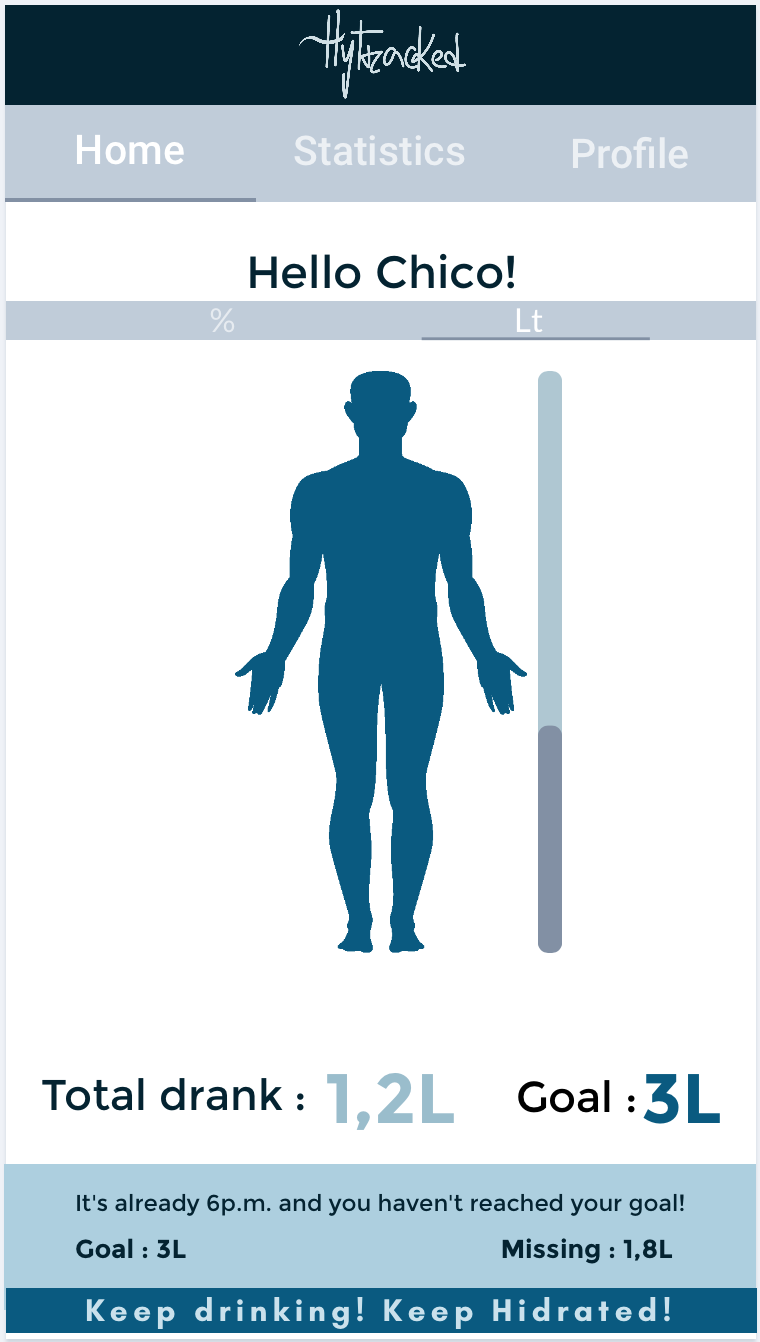 Hytracked
Home Statistics Profile
Hello Chico!
% Lt
Total drank : 1,2L Goal : 3L
It's already 6p.m. and you haven't reached your goal!
Goal : 3L Missing : 1,8L
Keep drinking! Keep Hidrated!